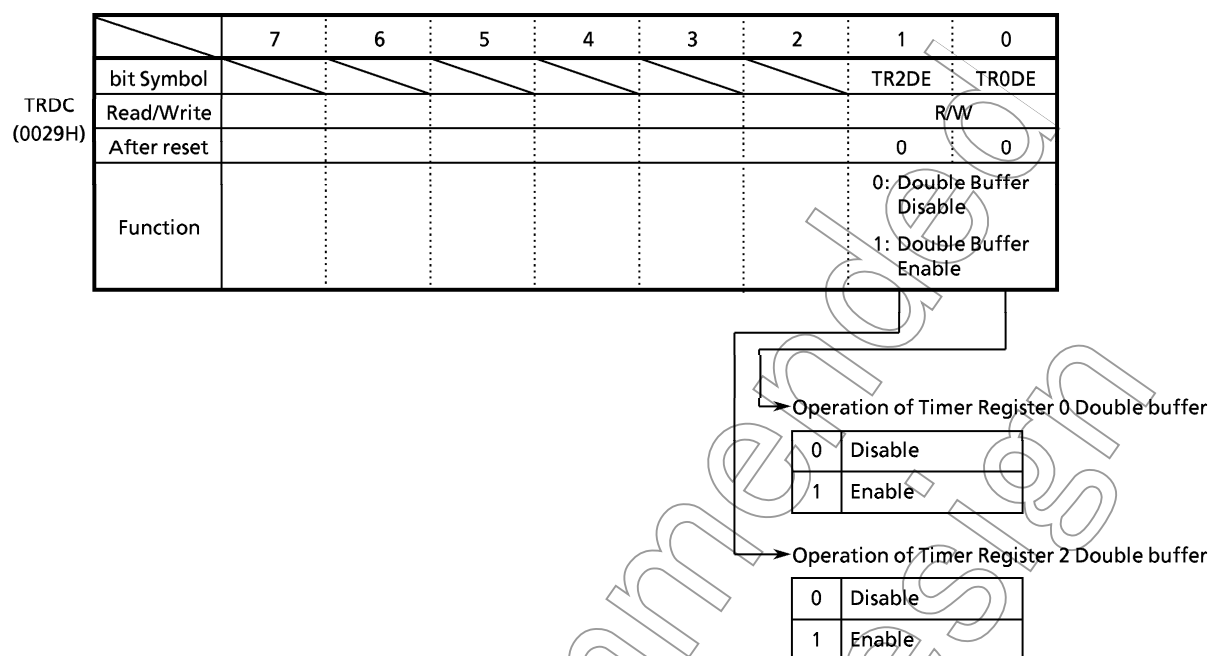 7 6 5 4 3 2 1 0
bit Symbol TR2DE TR0DE
TRDC
(0029H)
Read/Write R/W
After reset 0 0
Function
0: Double Buffer
Disable
1: Double Buffer
Enable
Operation of Timer Register 0 Double buffer
0 Disable
1 Enable
Operation of Timer Register 2 Double buffer
0 Disable
1 Enable